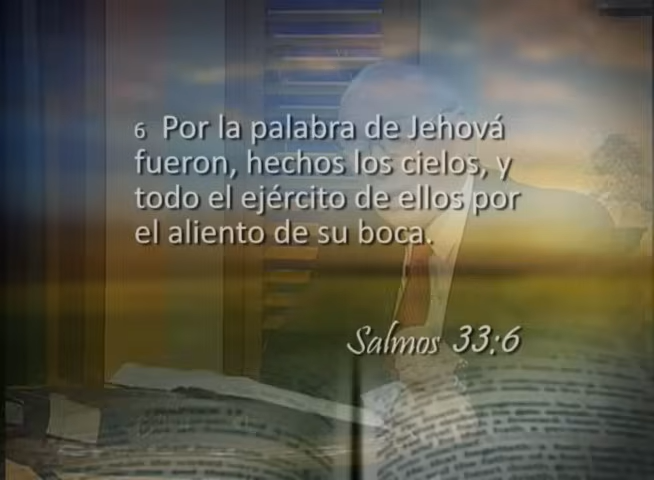 6 Por la palabra de Jehová
fueron, hechos los cielos, y
todo el ejército de ellos por
el aliento de su boca.
Salmos 33:6